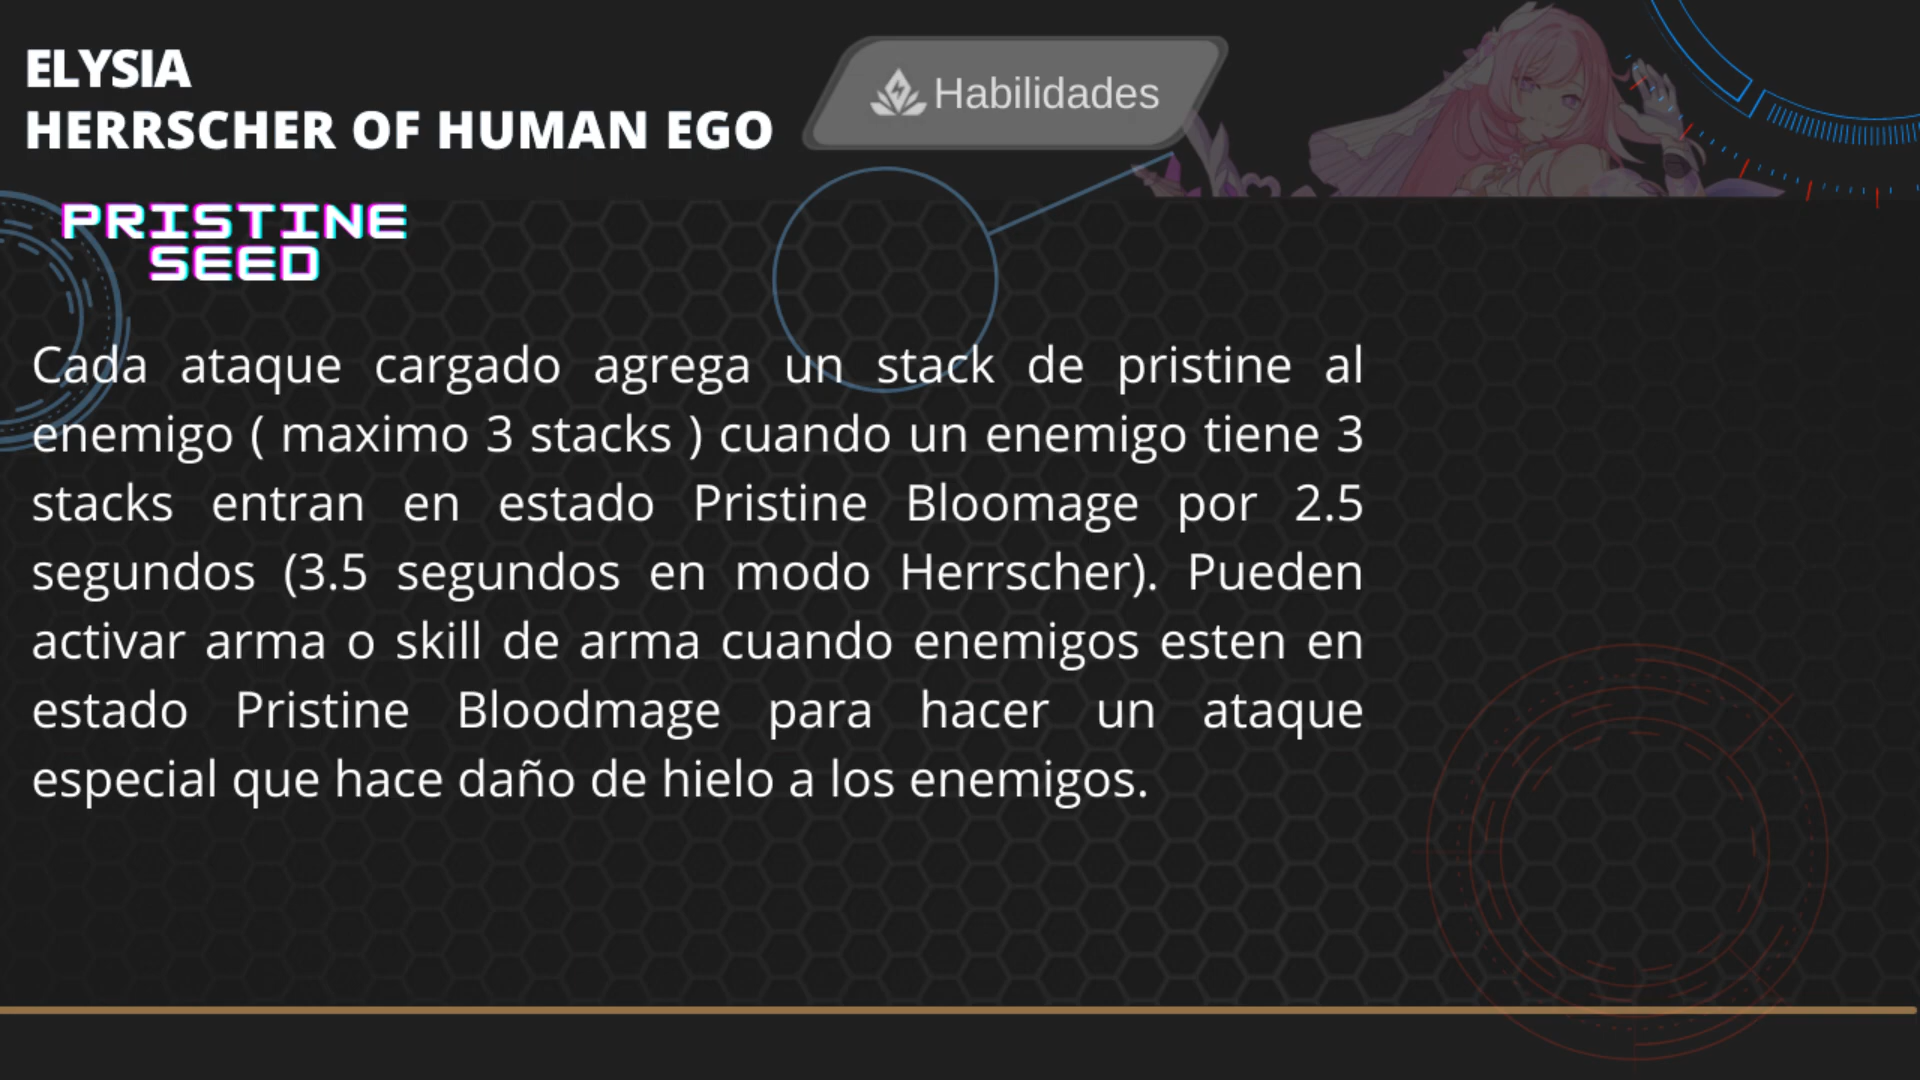 ELYSIA
HERRSCHER OF HUMAN EGO
Habilidades
PRISTINE
SEED
Cada ataque cargado agrega un stack de pristine al
enemigo ( maximo 3 stacks ) cuando un enemigo tiene 3
stacks entran en estado Pristine Bloomage por 2.5
segundos (3.5 segundos en modo Herrscher). Pueden
activar arma o skill de arma cuando enemigos esten en
estado Pristine Bloodmage para hacer un ataque
especial que hace daño de hielo a los enemigos.